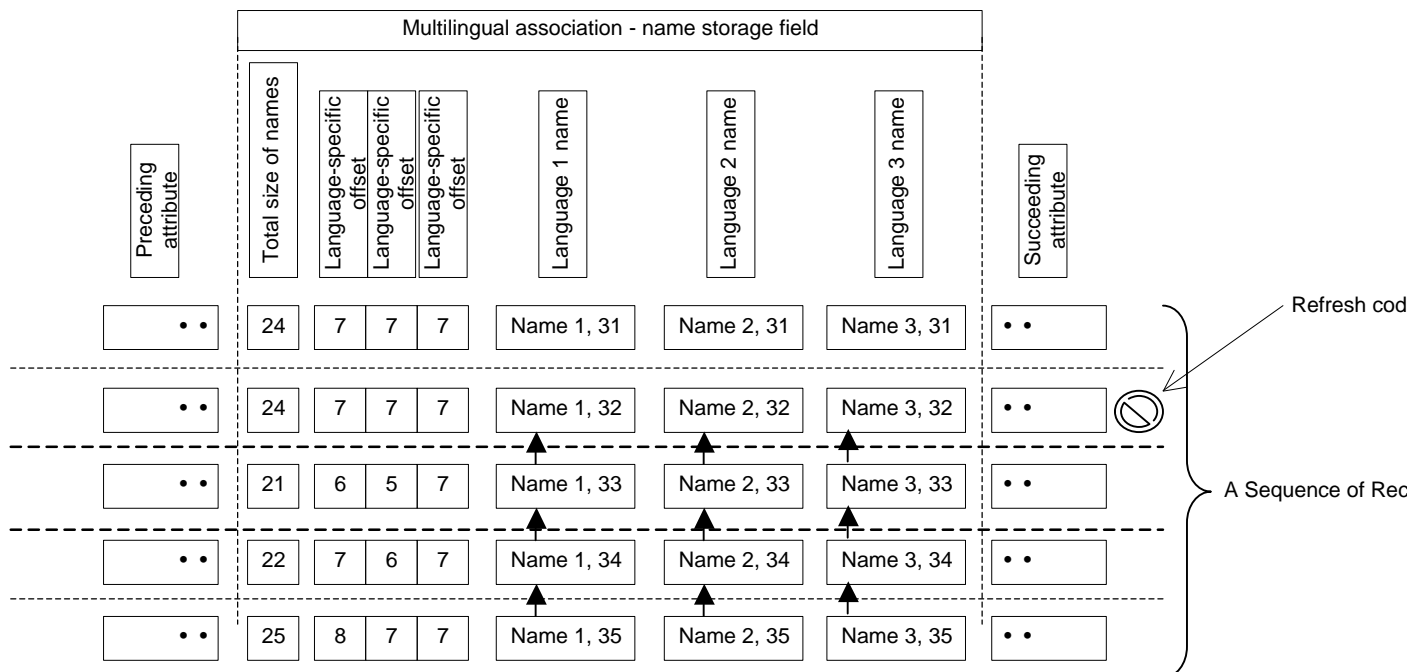 Multilingual association - name storage field
Preceding
attribute
Total size of names
Language-specific
offset
Language-specific
offset
Language-specific
offset
Language 1 name
Language 2 name
Language 3 name
Succeeding
attribute
• • 24 7 7 7 Name 1, 31 Name 2, 31 Name 3, 31 • •
Refresh cod
• • 24 7 7 7 Name 1, 32 Name 2, 32 Name 3, 32 • •
• • 21 6 5 7 Name 1, 33 Name 2, 33 Name 3, 33 • •
A Sequence of Rec
• • 22 7 6 7 Name 1, 34 Name 2, 34 Name 3, 34 • •
• • 25 8 7 7 Name 1, 35 Name 2, 35 Name 3, 35 • •